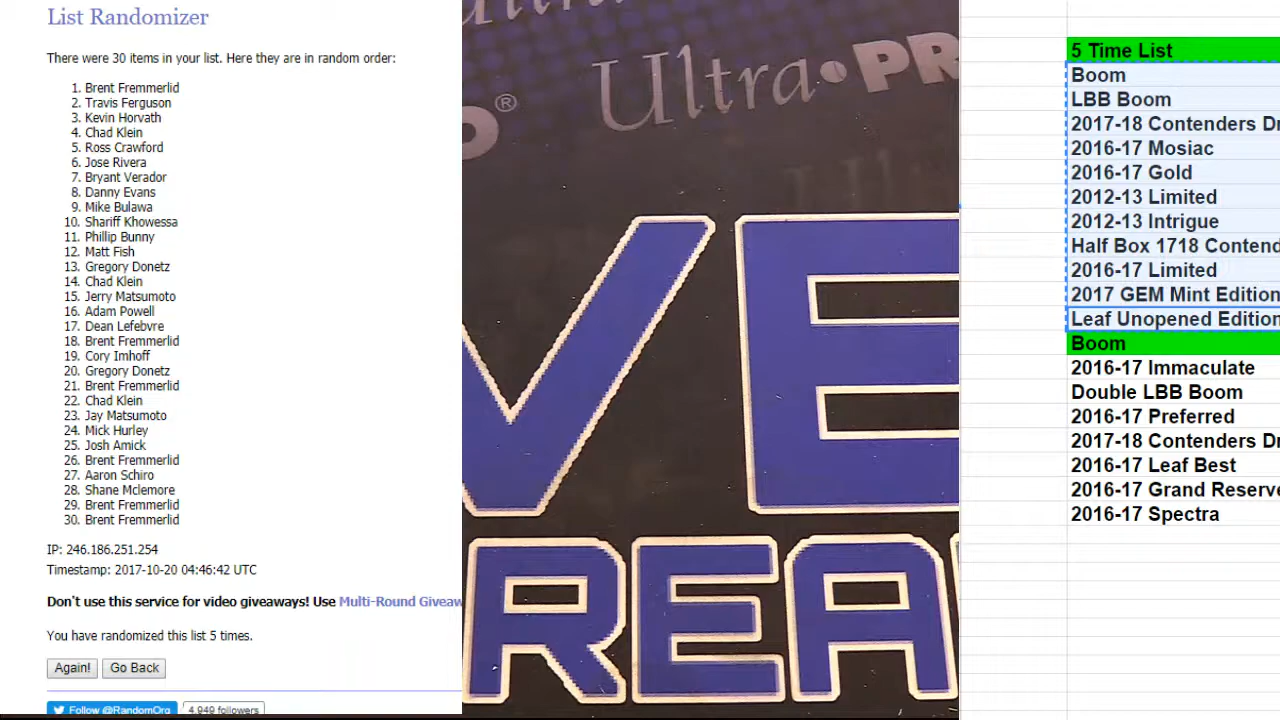 List Randomizer
There were 30 items in your list. Here they are in random order:
1. Brent Fremmerlid
2. Travis Ferguson
3. Kevin Horvath
4. Chad Klein
5. Ross Crawford
6. Jose Rivera
7. Bryant Verador
8. Danny Evans
9. Mike Bulawa
10. Shariff Khowessa
11. Phillip Bunny
12. Matt Fish
13. Gregory Donetz
14. Chad Klein
15. Jerry Matsumoto
16. Adam Powell
17. Dean Lefebvre
18. Brent Fremmerlid
19. Cory Imhoff
20. Gregory Donetz
21. Brent Fremmerlid
22. Chad Klein
23. Jay Matsumoto
24. Mick Hurley
25. Josh Amick
26. Brent Fremmerlid
27. Aaron Schiro
28. Shane Mclemore
29. Brent Fremmerlid
30. Brent Fremmerlid
IP: 246.186.251.254
Timestamp: 2017-10-20 04:46:42 UTC
Don't use this service for video giveaways! Use Multi-Round Giveaw
You have randomized this list 5 times.
Again! Go Back
Follow @RandomOrg 4,949 followers
Ultra•PR
O®
VE
REA
5 Time List
Boom
LBB Boom
2017-18 Contenders Dr
2016-17 Mosiac
2016-17 Gold
2012-13 Limited
2012-13 Intrigue
Half Box 1718 Contend
2016-17 Limited
2017 GEM Mint Edition
Leaf Unopened Edition
Boom
2016-17 Immaculate
Double LBB Boom
2016-17 Preferred
2017-18 Contenders Dr
2016-17 Leaf Best
2016-17 Grand Reserve
2016-17 Spectra